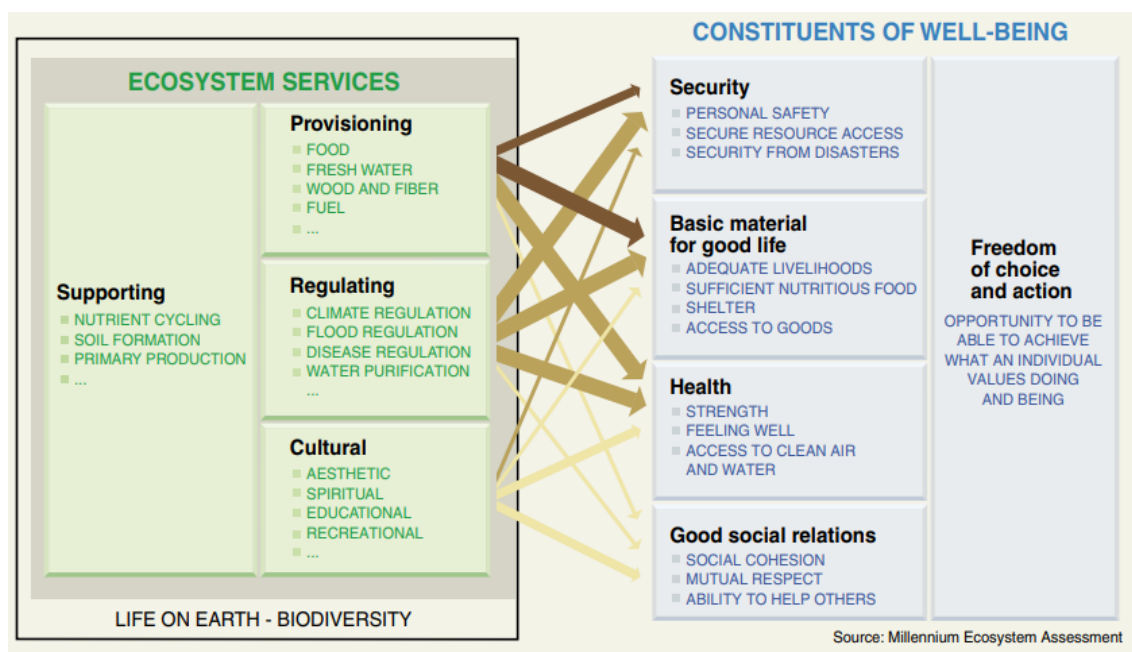 CONSTITUENTS OF WELL-BEING
ECOSYSTEM SERVICES
Supporting
NUTRIENT CYCLING
SOIL FORMATION
PRIMARY PRODUCTION
...
Provisioning
FOOD
FRESH WATER
WOOD AND FIBER
FUEL
...
Regulating
CLIMATE REGULATION
FLOOD REGULATION
DISEASE REGULATION
WATER PURIFICATION
...
Cultural
AESTHETIC
SPIRITUAL
EDUCATIONAL
RECREATIONAL
...
LIFE ON EARTH - BIODIVERSITY
Security
PERSONAL SAFETY
SECURE RESOURCE ACCESS
SECURITY FROM DISASTERS
Basic material
for good life
ADEQUATE LIVELIHOODS
SUFFICIENT NUTRITIOUS FOOD
SHELTER
ACCESS TO GOODS
Health
STRENGTH
FEELING WELL
ACCESS TO CLEAN AIR
AND WATER
Good social relations
SOCIAL COHESION
MUTUAL RESPECT
ABILITY TO HELP OTHERS
Freedom
of choice
and action
OPPORTUNITY TO BE
ABLE TO ACHIEVE
WHAT AN INDIVIDUAL
VALUES DOING
AND BEING
Source: Millennium Ecosystem Assessment